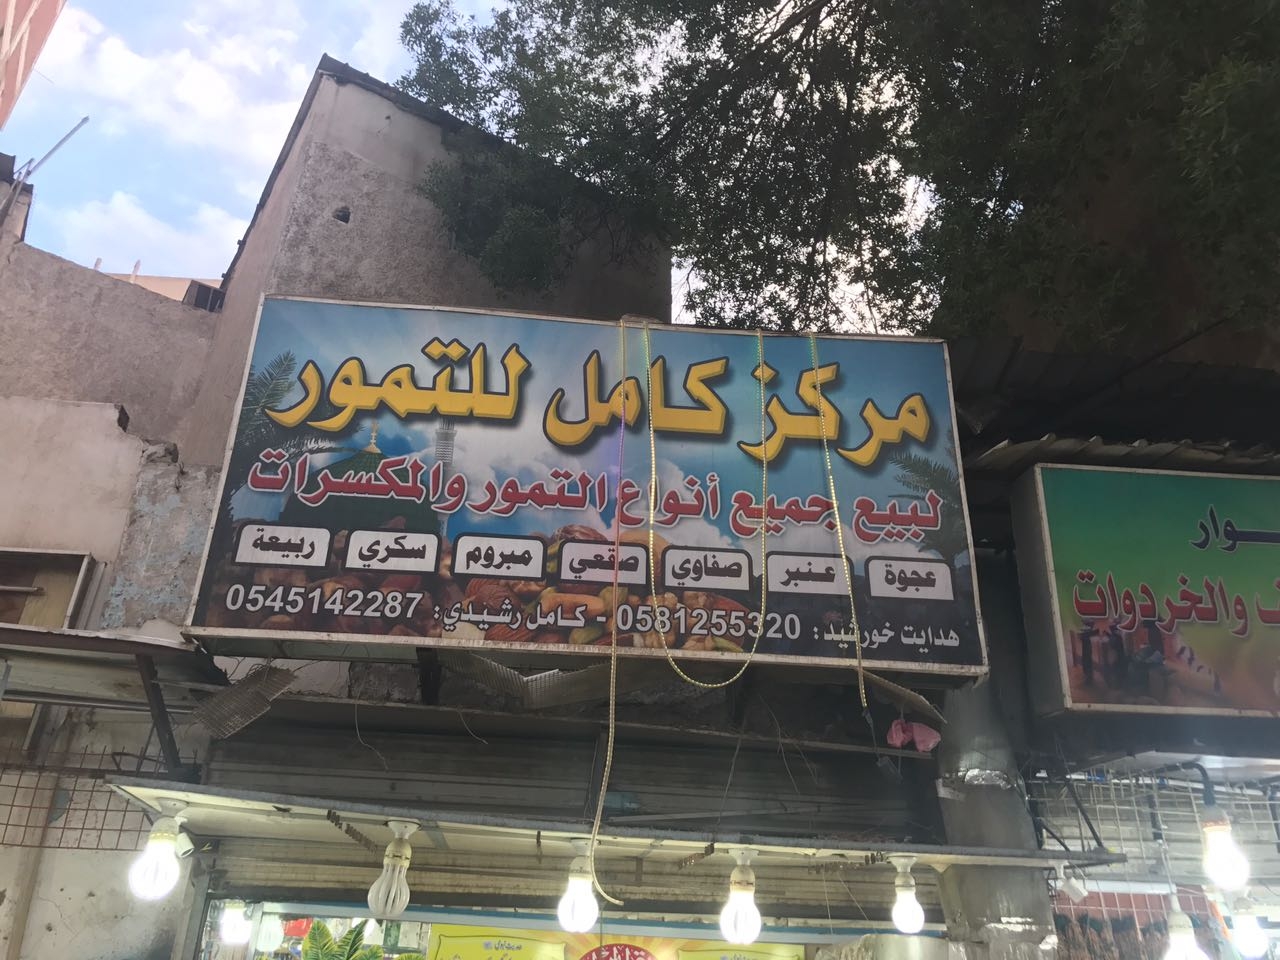 مركز كامل للتمور
لبيع جميع أنواع التمور والمكسرات
عجوة عنبر صفاوي صقعي مبروم سكري ربيعة
هدايت خورشيد: 0581255320 - كامل رشيدي: 0545142287
والخردوات